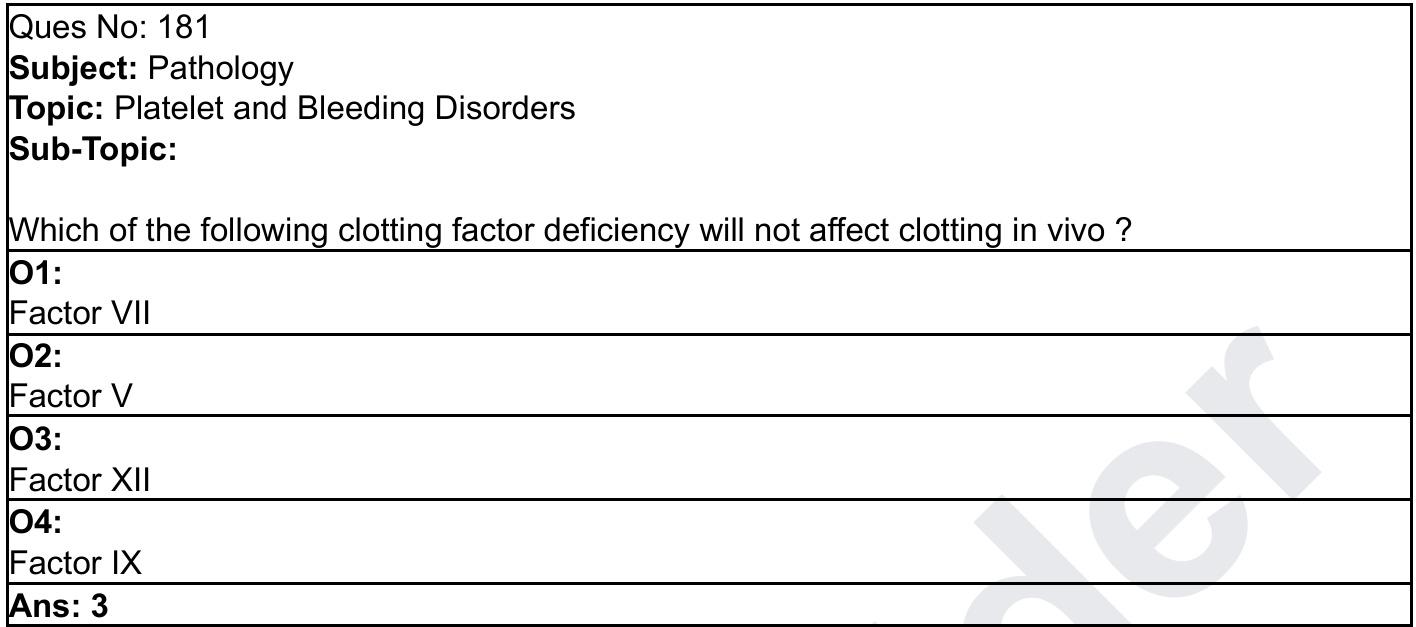 Ques No: 181
Subject: Pathology
Topic: Platelet and Bleeding Disorders
Sub-Topic:
Which of the following clotting factor deficiency will not affect clotting in vivo ?
O1:
Factor VII
O2:
Factor V
O3:
Factor XII
O4:
Factor IX
Ans: 3